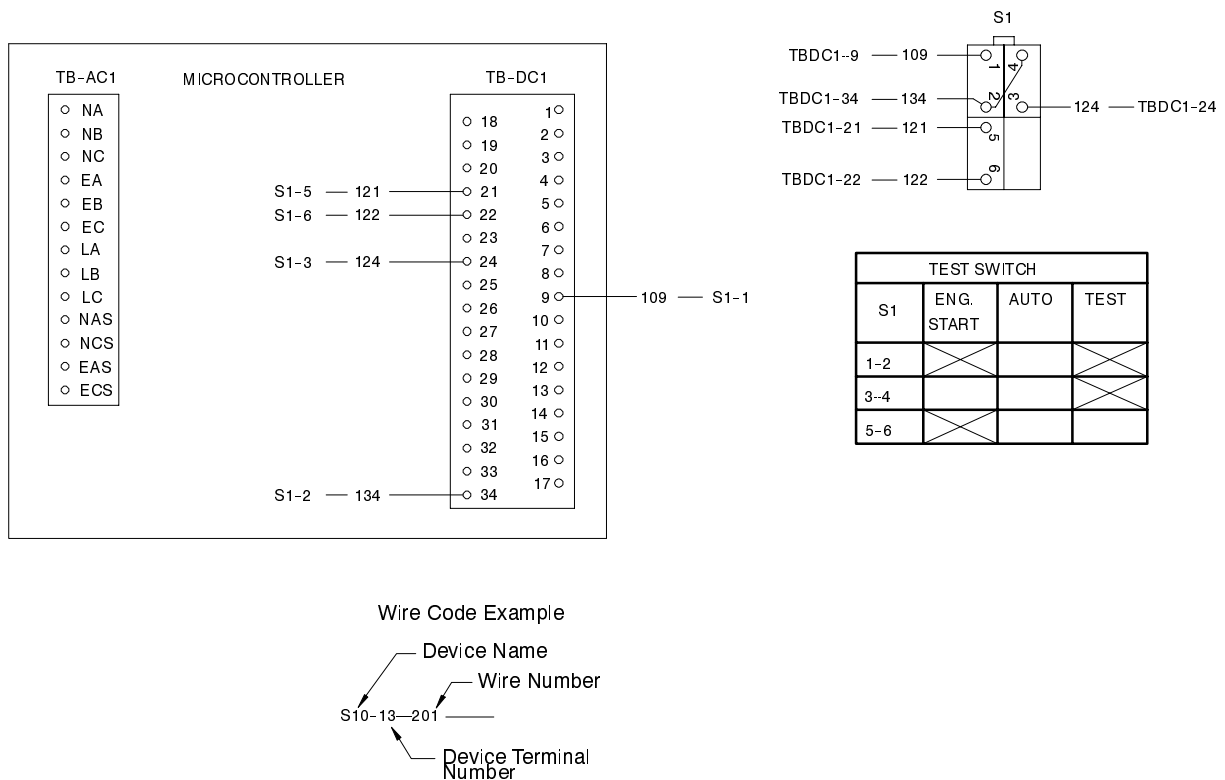 TB-AC1
MICROCONTROLLER
TB-DC1
NA
NB
NC
EA
EB
EC
LA
LB
LC
NAS
NCS
EAS
ECS
18
19
20
S1-5 — 121 21
S1-6 — 122 22
23
S1-3 — 124 24
25
26
27
28
29
30
31
32
33
S1-2 — 134 34
1
2
3
4
5
6
7
8
9 109 — S1-1
10
11
12
13
14
15
16
17
S1
TBDC1--9 — 109 1
4
TBDC1-34 — 134 2
3 124 — TBDC1-24
TBDC1-21 — 121 5
TBDC1-22 — 122 6
TEST SWITCH
S1 ENG. START AUTO TEST
1-2
3--4
5-6
Wire Code Example
Device Name
Wire Number
S10-13—201
Device Terminal
Number